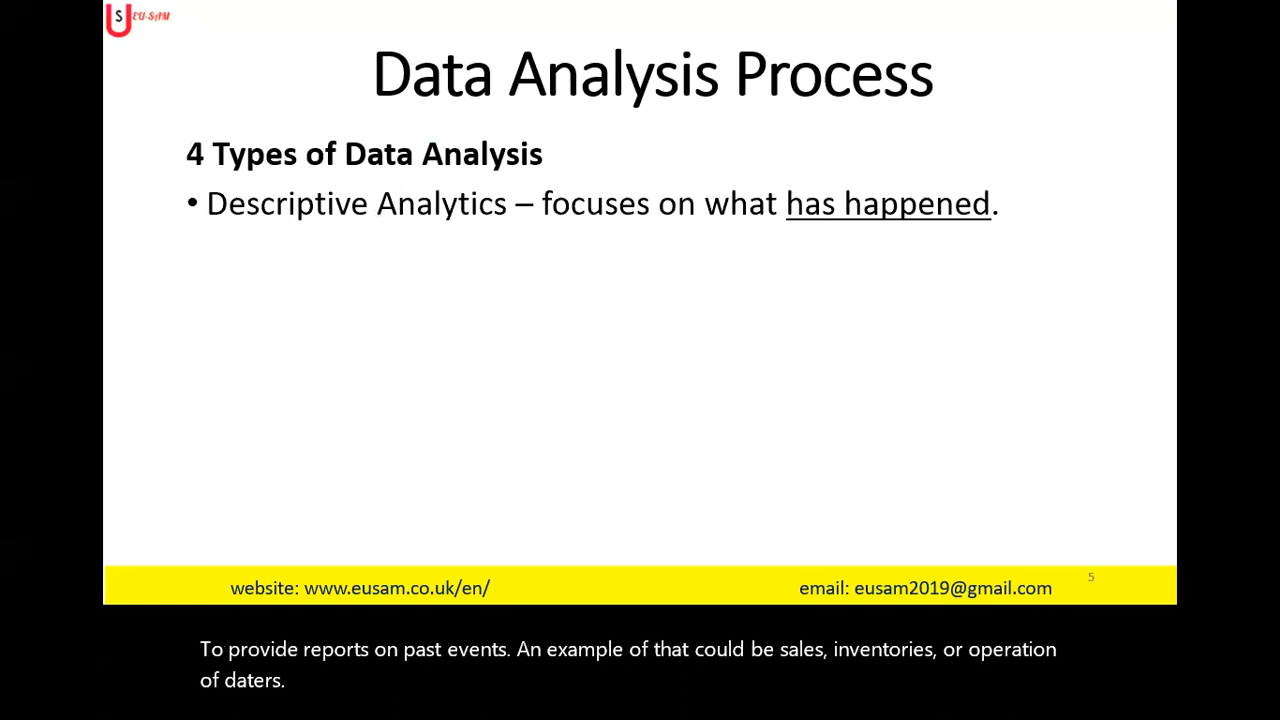 S EU-SAM
Data Analysis Process
4 Types of Data Analysis
• Descriptive Analytics – focuses on what has happened.
website: www.eusam.co.uk/en/
email: eusam2019@gmail.com
5
To provide reports on past events. An example of that could be sales, inventories, or operation
of daters.